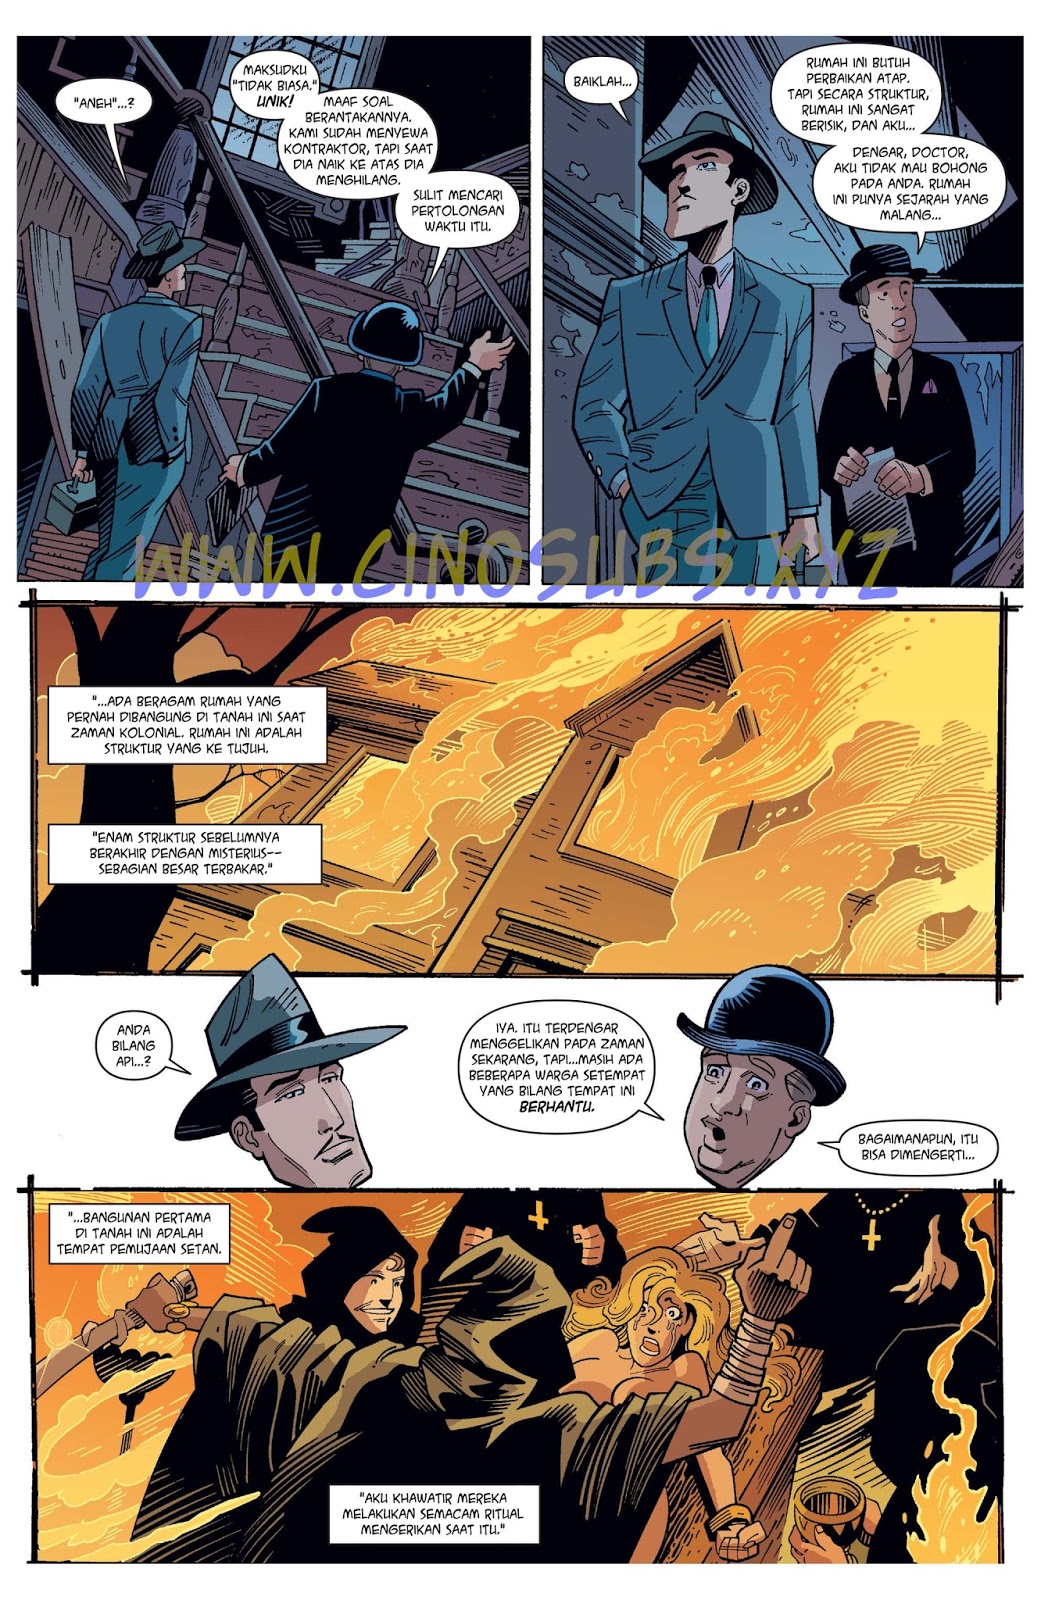 "ANEH"...?
MAKSUDKU
"TIDAK BIASA."
UNIK!
MAAF SOAL
BERANTAKANNYA.
KAMI SUDAH MENYEWA
KONTRAKTOR, TAPI SAAT
DIA NAIK KE ATAS DIA
MENGHILANG.
SULIT MENCARI
PERTOLONGAN
WAKTU ITU.
BAIKLAH...
RUMAH INI BUTUH
PERBAIKAN ATAP.
TAPI SECARA STRUKTUR,
RUMAH INI SANGAT
BERISIK, DAN AKU...
DENGAR, DOCTOR,
AKU TIDAK MAU BOHONG
PADA ANDA. RUMAH
INI PUNYA SEJARAH YANG
MALANG...
WWW.CINOSUBS.XYZ
"...ADA BERAGAM RUMAH YANG
PERNAH DIBANGUNG DI TANAH INI SAAT
ZAMAN KOLONIAL. RUMAH INI ADALAH
STRUKTUR YANG KE TUJUH.
"ENAM STRUKTUR SEBELUMNYA
BERAKHIR DENGAN MISTERIUS--
SEBAGIAN BESAR TERBAKAR."
ANDA
BILANG
API...?
IYA. ITU TERDENGAR
MENGGELIKAN PADA ZAMAN
SEKARANG, TAPI...MASIH ADA
BEBERAPA WARGA SETEMPAT
YANG BILANG TEMPAT INI
BERHANTU.
BAGAIMANAPUN, ITU
BISA DIMENGERTI...
"...BANGUNAN PERTAMA
DI TANAH INI ADALAH
TEMPAT PEMUJAAN SETAN.
"AKU KHAWATIR MEREKA
MELAKUKAN SEMACAM RITUAL
MENGERIKAN SAAT ITU."